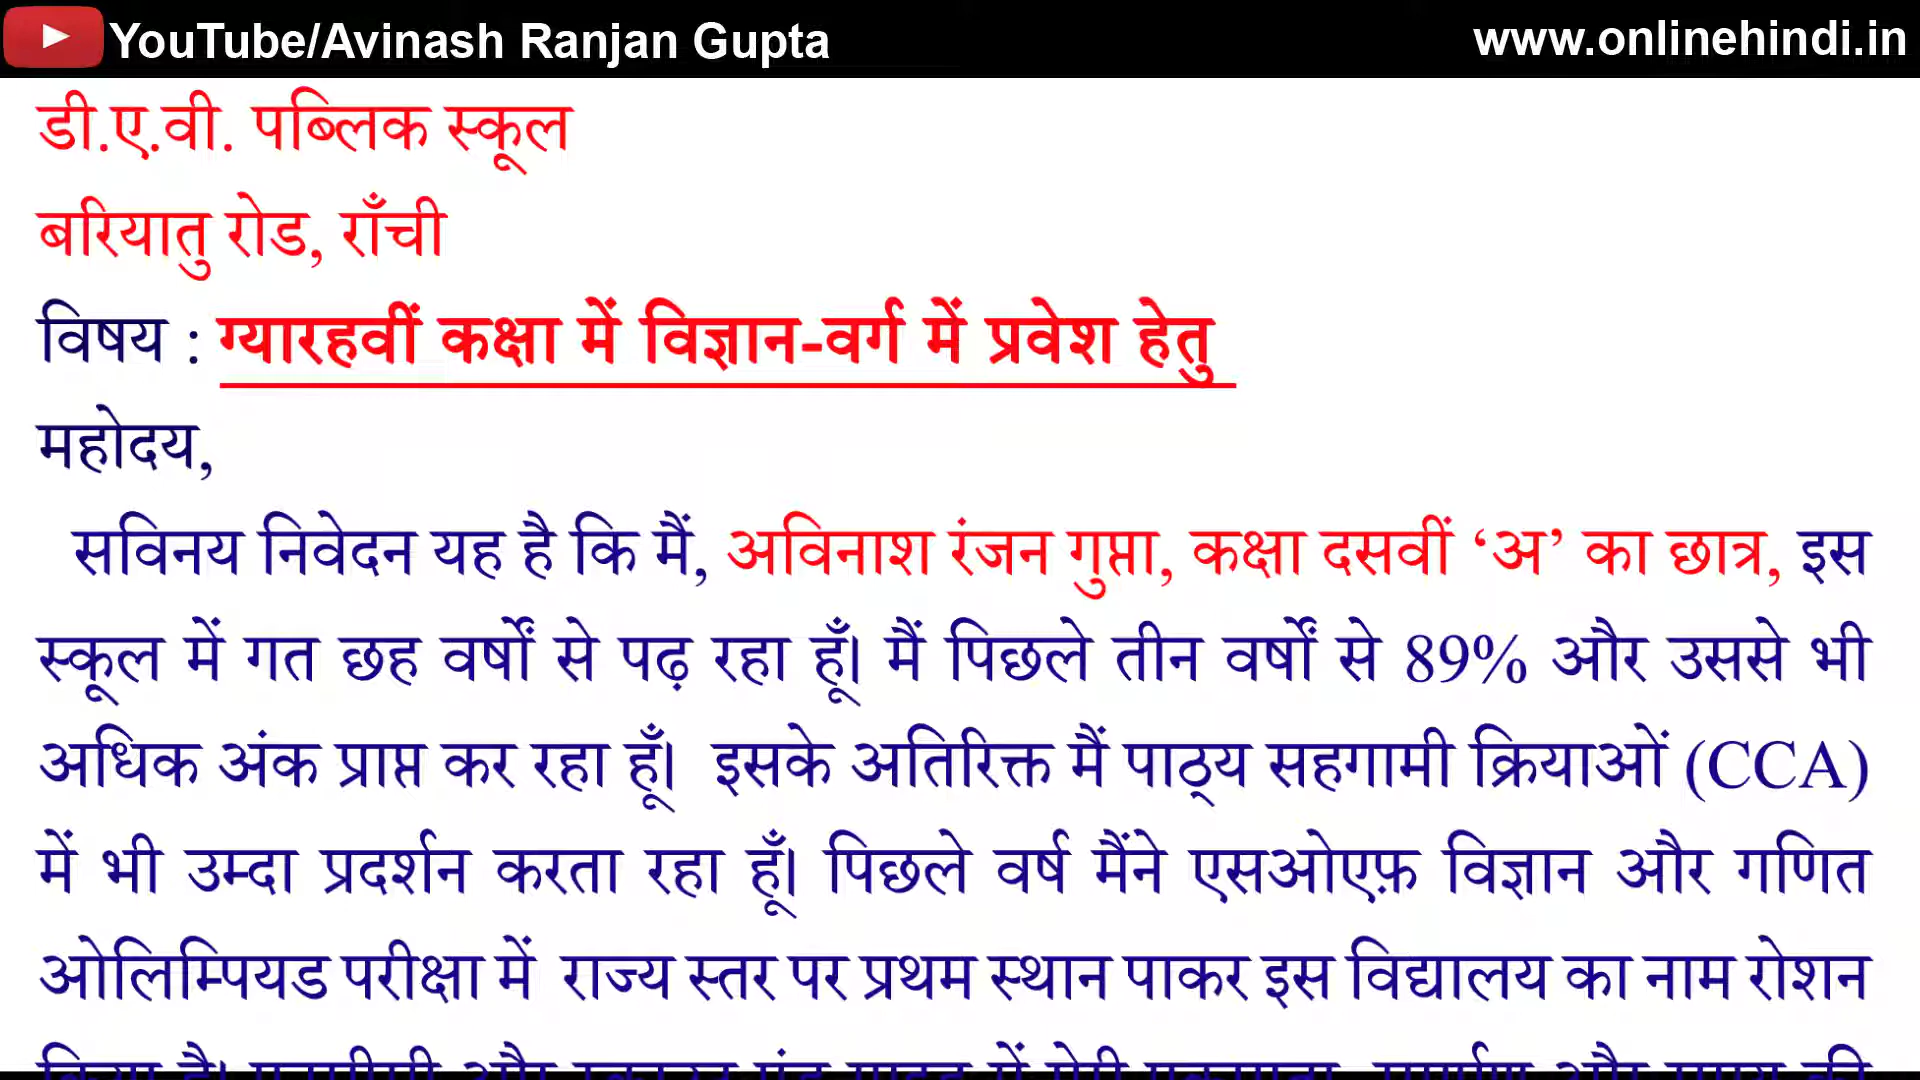 YouTube/Avinash Ranjan Gupta
www.onlinehindi.in
डी.ए.वी. पब्लिक स्कूल
बरियातु रोड, राँची
विषय : ग्यारहवीं कक्षा में विज्ञान-वर्ग में प्रवेश हेतु
महोदय,
सविनय निवेदन यह है कि मैं, अविनाश रंजन गुप्ता, कक्षा दसवीं ‘अ’ का छात्र, इस
स्कूल में गत छह वर्षों से पढ़ रहा हूँ। मैं पिछले तीन वर्षों से 89% और उससे भी
अधिक अंक प्राप्त कर रहा हूँ। इसके अतिरिक्त मैं पाठ्य सहगामी क्रियाओं (CCA)
में भी उम्दा प्रदर्शन करता रहा हूँ। पिछले वर्ष मैंने एसओएफ़ विज्ञान और गणित
ओलिम्पियड परीक्षा में राज्य स्तर पर प्रथम स्थान पाकर इस विद्यालय का नाम रोशन